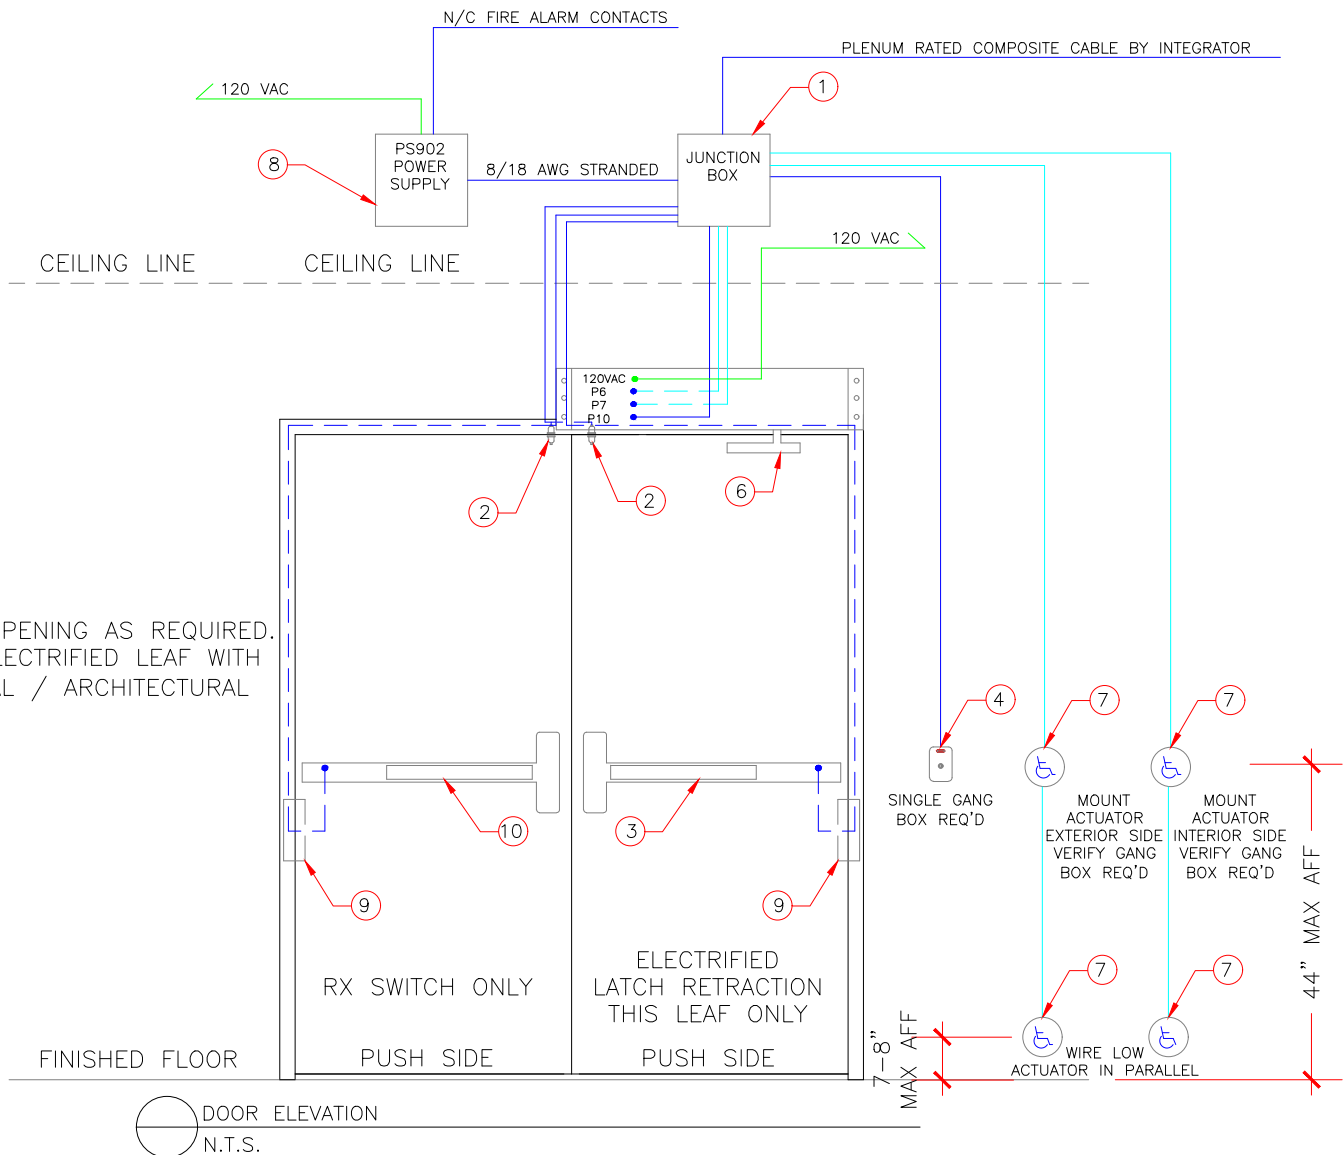 N/C FIRE ALARM CONTACTS
PLENUM RATED COMPOSITE CABLE BY INTEGRATOR
120 VAC
1
PS902
POWER
SUPPLY
8
8/18 AWG STRANDED
JUNCTION
BOX
120 VAC
CEILING LINE
CEILING LINE
120VAC
P6
P7
P10
2
2
6
PENING AS REQUIRED.
LECTRIFIED LEAF WITH
AL / ARCHITECTURAL
4
7
7
SINGLE GANG
BOX REQ'D
MOUNT
ACTUATOR
EXTERIOR SIDE
VERIFY GANG
BOX REQ'D
MOUNT
ACTUATOR
INTERIOR SIDE
VERIFY GANG
BOX REQ'D
10
3
9
9
44" MAX AFF
RX SWITCH ONLY
ELECTRIFIED
LATCH RETRACTION
THIS LEAF ONLY
7
7
7-8"
MAX AFF
WIRE LOW
ACTUATOR IN PARALLEL
FINISHED FLOOR
PUSH SIDE
PUSH SIDE
DOOR ELEVATION
N.T.S.